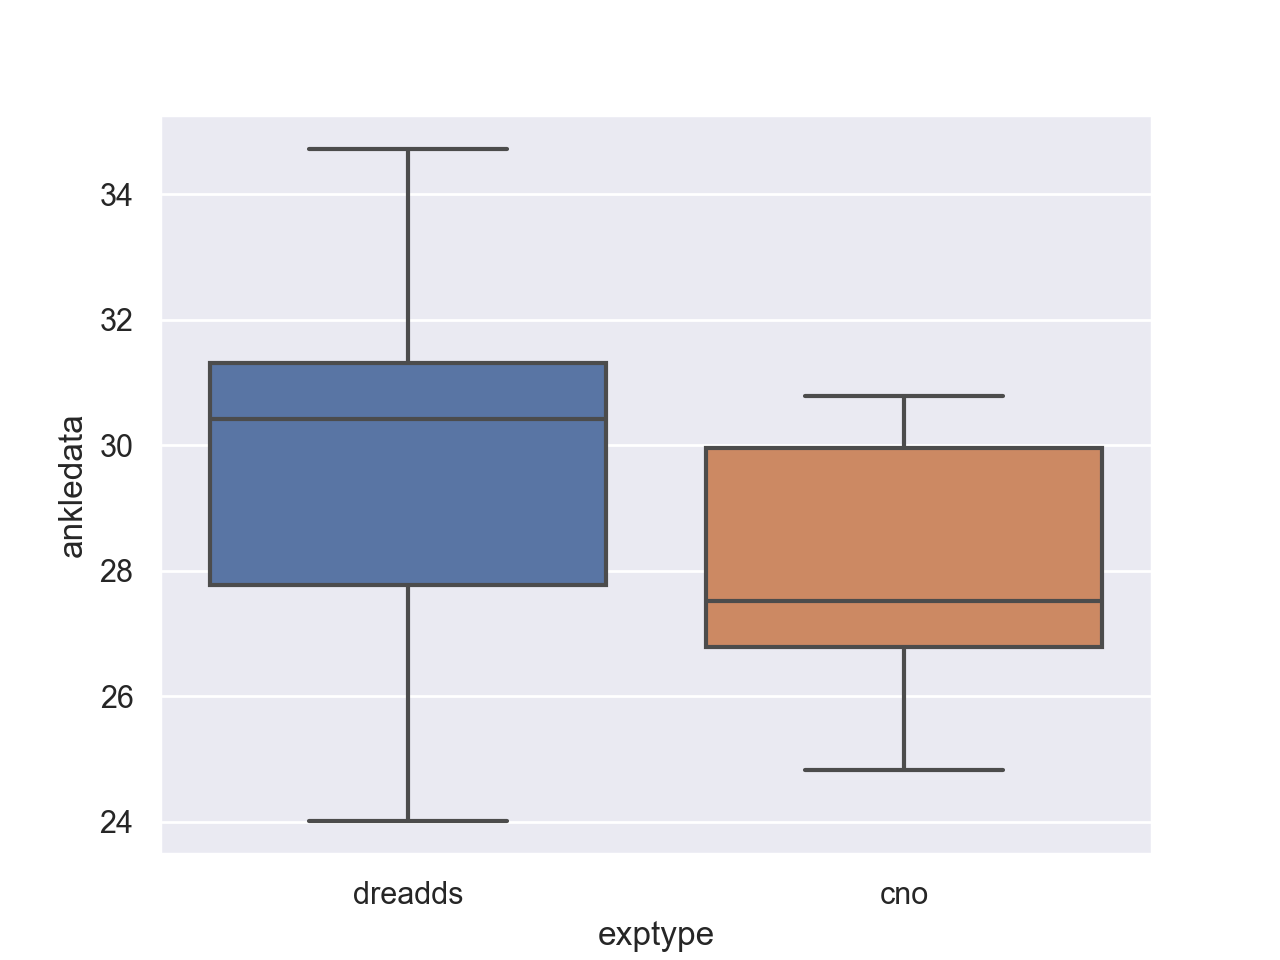 34
32
30
28
26
24
ankledata
dreadds cno
exptype